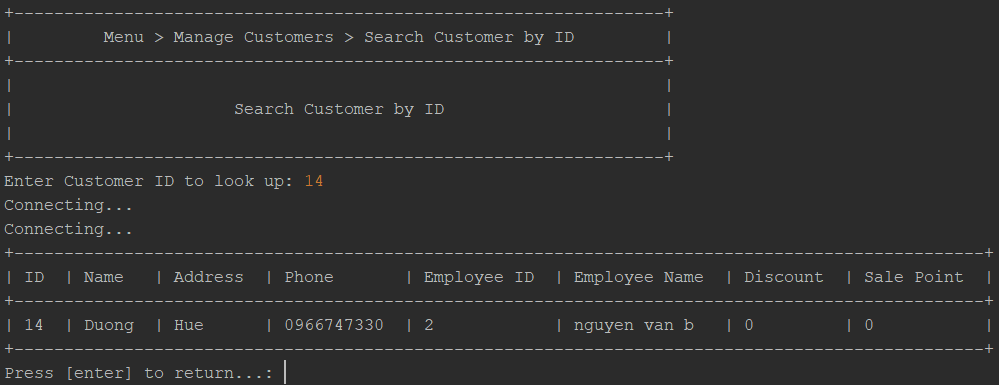 +-----------------------------------------------------------------+
|         Menu > Manage Customers > Search Customer by ID         |
+-----------------------------------------------------------------+
|                                                                 |
|                      Search Customer by ID                      |
|                                                                 |
+-----------------------------------------------------------------+
Enter Customer ID to look up: 14
Connecting...
Connecting...
+-------------------------------------------------------------------------------------------------+
| ID  | Name   | Address  | Phone       | Employee ID  | Employee Name  | Discount  | Sale Point  |
+-------------------------------------------------------------------------------------------------+
| 14  | Duong  | Hue      | 0966747330  | 2            | nguyen van b   | 0         | 0           |
+-------------------------------------------------------------------------------------------------+
Press [enter] to return...: